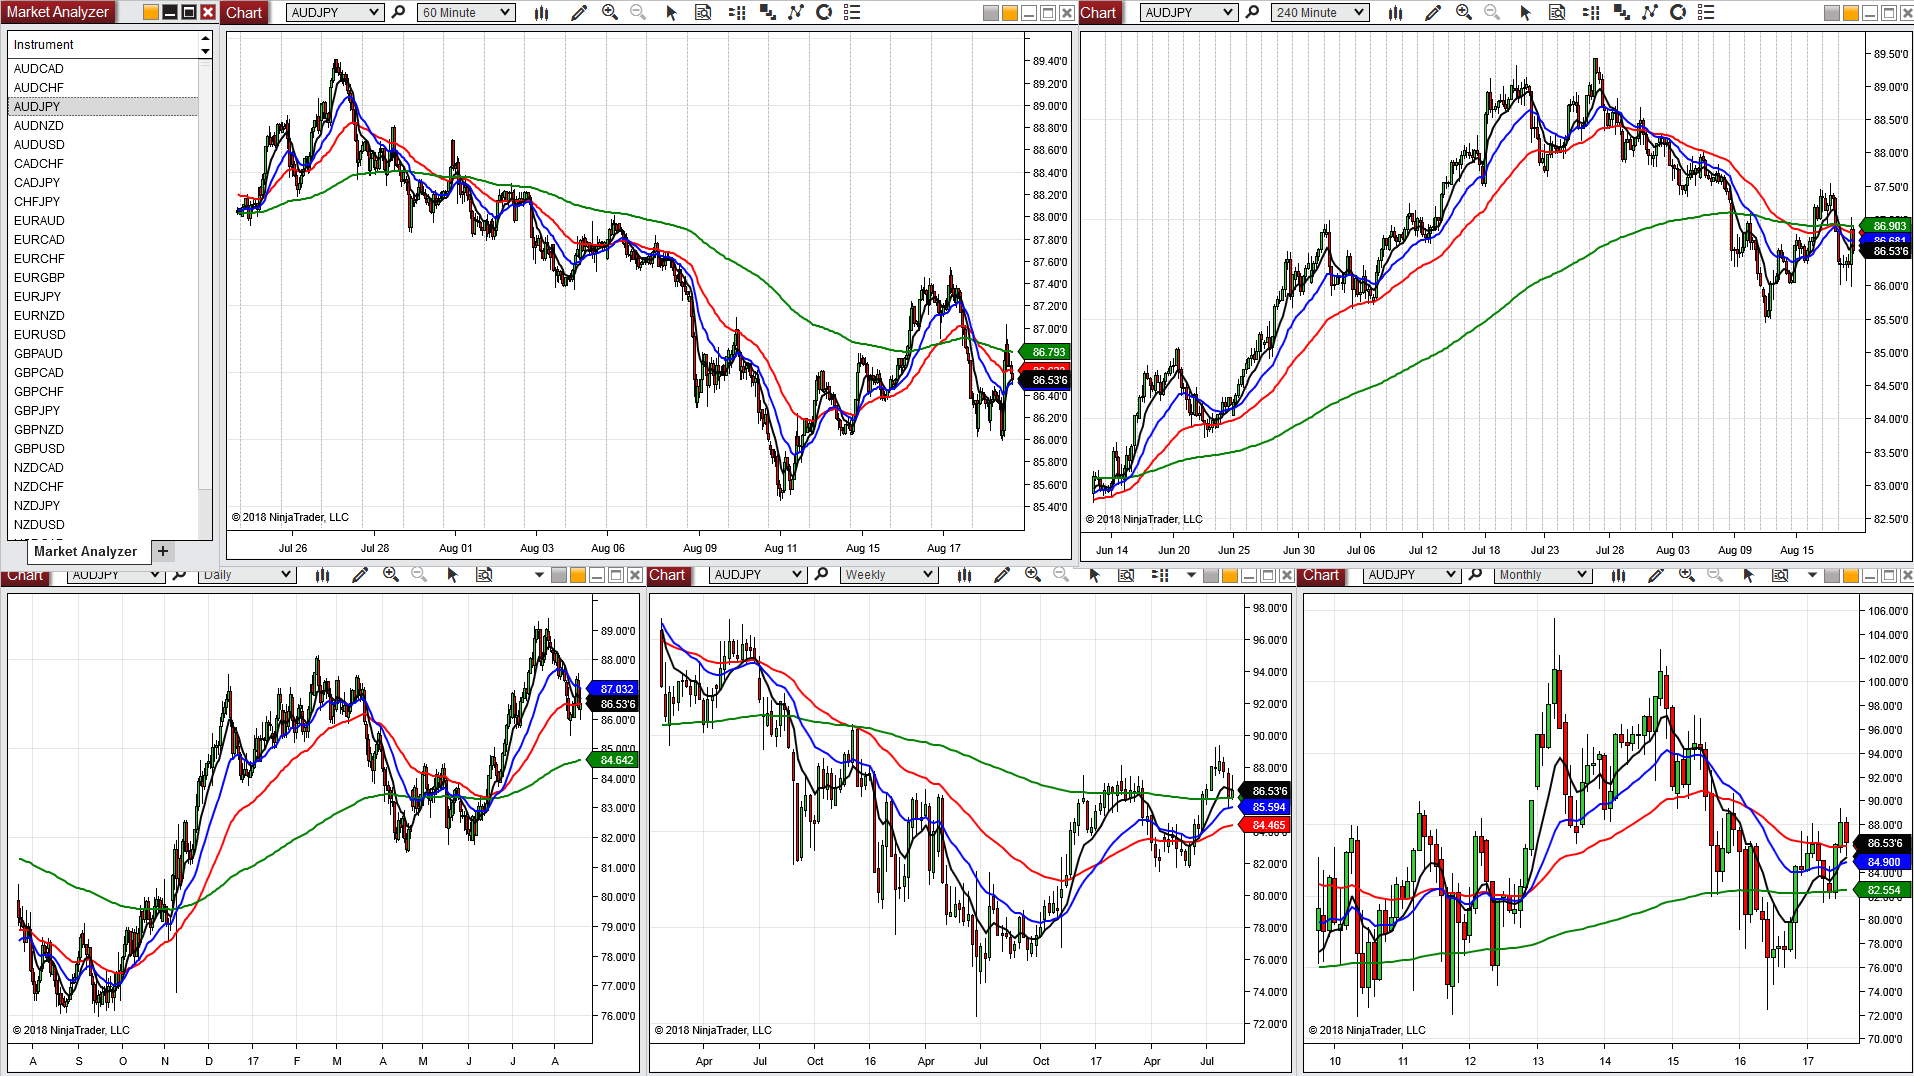 Market Analyzer
Chart AUDJPY 60 Minute
Chart AUDJPY 240 Minute
Instrument
AUDCAD
AUDCHF
AUDJPY
AUDNZD
AUDUSD
CADCHF
CADJPY
CHFJPY
EURAUD
EURCAD
EURCHF
EURGBP
EURJPY
EURNZD
EURUSD
GBPAUD
GBPCAD
GBPCHF
GBPJPY
GBPNZD
GBPUSD
NZDCAD
NZDCHF
NZDJPY
NZDUSD
Market Analyzer +
89.40'0
89.20'0
89.00'0
88.80'0
88.60'0
88.40'0
88.20'0
88.00'0
87.80'0
87.60'0
87.40'0
87.20'0
87.00'0
86.793
86.53'6
86.40'0
86.20'0
86.00'0
85.80'0
85.60'0
85.40'0
© 2018 NinjaTrader, LLC
Jul 26 Jul 28 Aug 01 Aug 03 Aug 06 Aug 09 Aug 11 Aug 15 Aug 17
89.50'0
89.00'0
88.50'0
88.00'0
87.50'0
86.903
86.681
86.53'6
86.00'0
85.50'0
85.00'0
84.50'0
84.00'0
83.50'0
83.00'0
82.50'0
© 2018 NinjaTrader, LLC
Jun 14 Jun 20 Jun 25 Jun 30 Jul 06 Jul 12 Jul 18 Jul 23 Jul 28 Aug 03 Aug 09 Aug 15
Chart AUDJPY Daily
Chart AUDJPY Weekly
Chart AUDJPY Monthly
89.00'0
88.00'0
87.032
86.53'6
86.00'0
85.00'0
84.642
84.00'0
83.00'0
82.00'0
81.00'0
80.00'0
79.00'0
78.00'0
77.00'0
76.00'0
© 2018 NinjaTrader, LLC
A S O N D 17 F M A M J J A
98.00'0
96.00'0
94.00'0
92.00'0
90.00'0
88.00'0
86.53'6
85.594
84.465
84.00'0
82.00'0
80.00'0
78.00'0
76.00'0
74.00'0
72.00'0
© 2018 NinjaTrader, LLC
Apr Jul Oct 16 Apr Jul Oct 17 Apr Jul
106.00'0
104.00'0
102.00'0
100.00'0
98.00'0
96.00'0
94.00'0
92.00'0
90.00'0
88.00'0
86.53'6
84.900
84.00'0
82.554
80.00'0
78.00'0
76.00'0
74.00'0
72.00'0
70.00'0
© 2018 NinjaTrader, LLC
10 11 12 13 14 15 16 17